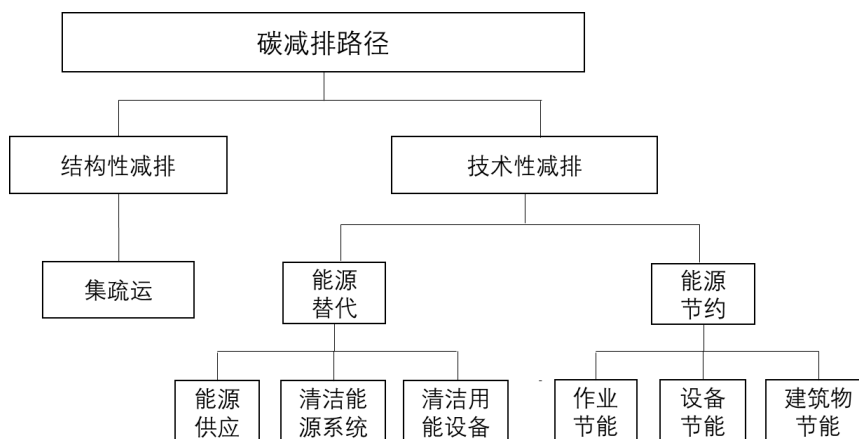 碳减排路径
结构性减排
技术性减排
集疏运
能源
替代
能源
节约
能源
供应
清洁能
源系统
清洁用
能设备
作业
节能
设备
节能
建筑物
节能